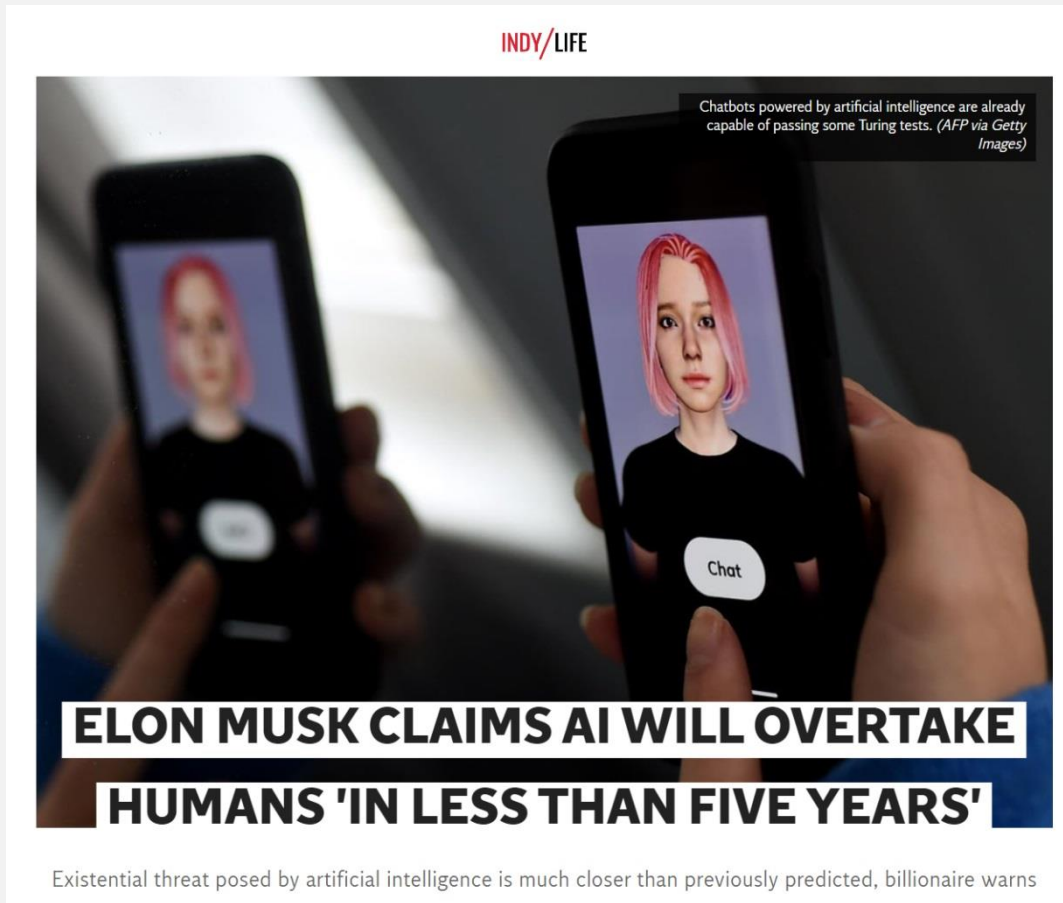 INDY/LIFE
Chatbots powered by artificial intelligence are already
capable of passing some Turing tests. (AFP via Getty
Images)
Chat
ELON MUSK CLAIMS AI WILL OVERTAKE
HUMANS 'IN LESS THAN FIVE YEARS'
Existential threat posed by artificial intelligence is much closer than previously predicted, billionaire warns